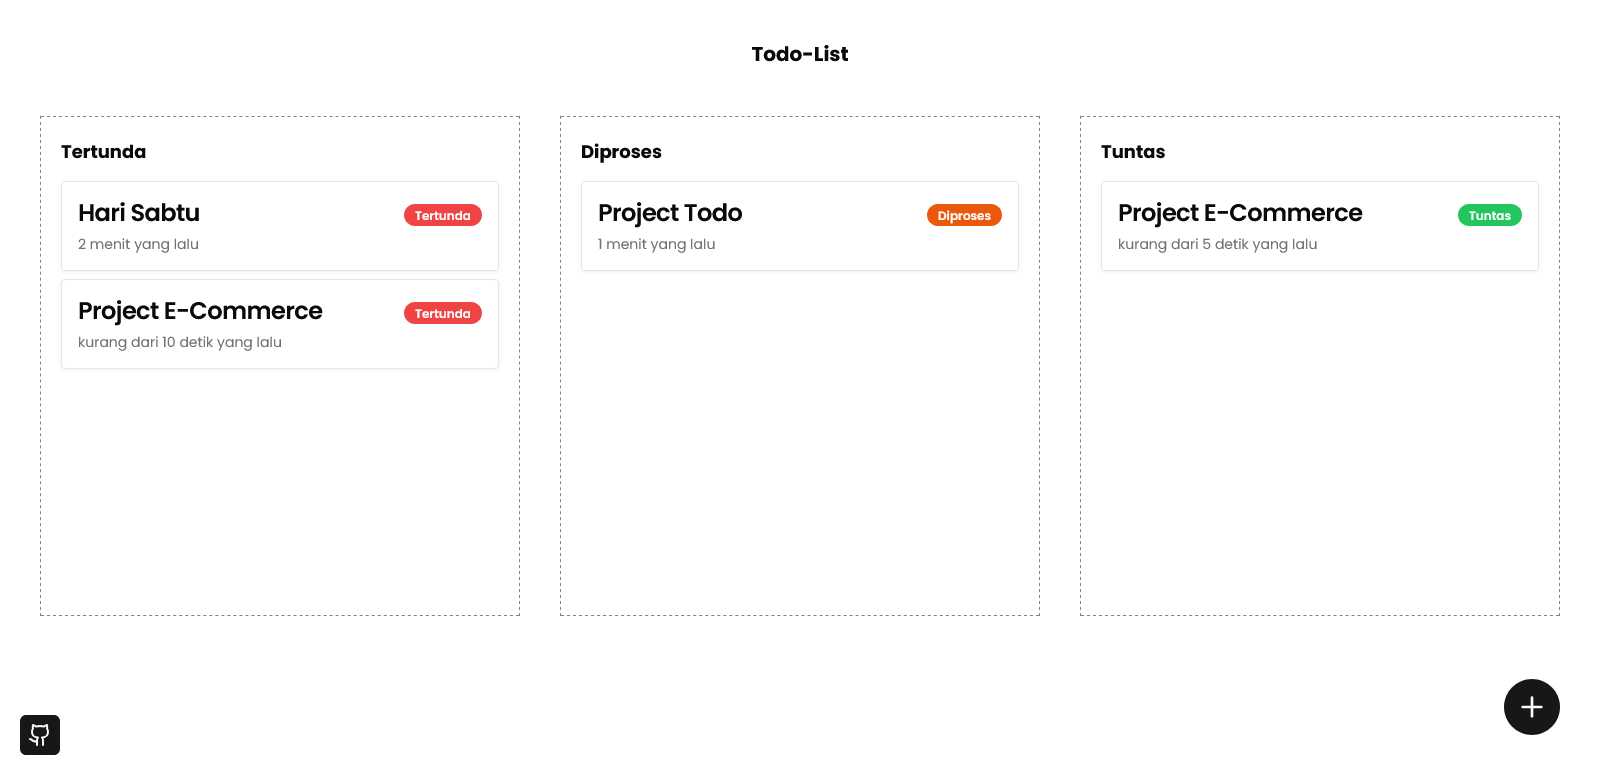 Todo-List
Tertunda
Hari Sabtu
Tertunda
2 menit yang lalu
Project E-Commerce
Tertunda
kurang dari 10 detik yang lalu
Diproses
Project Todo
Diproses
1 menit yang lalu
Tuntas
Project E-Commerce
Tuntas
kurang dari 5 detik yang lalu